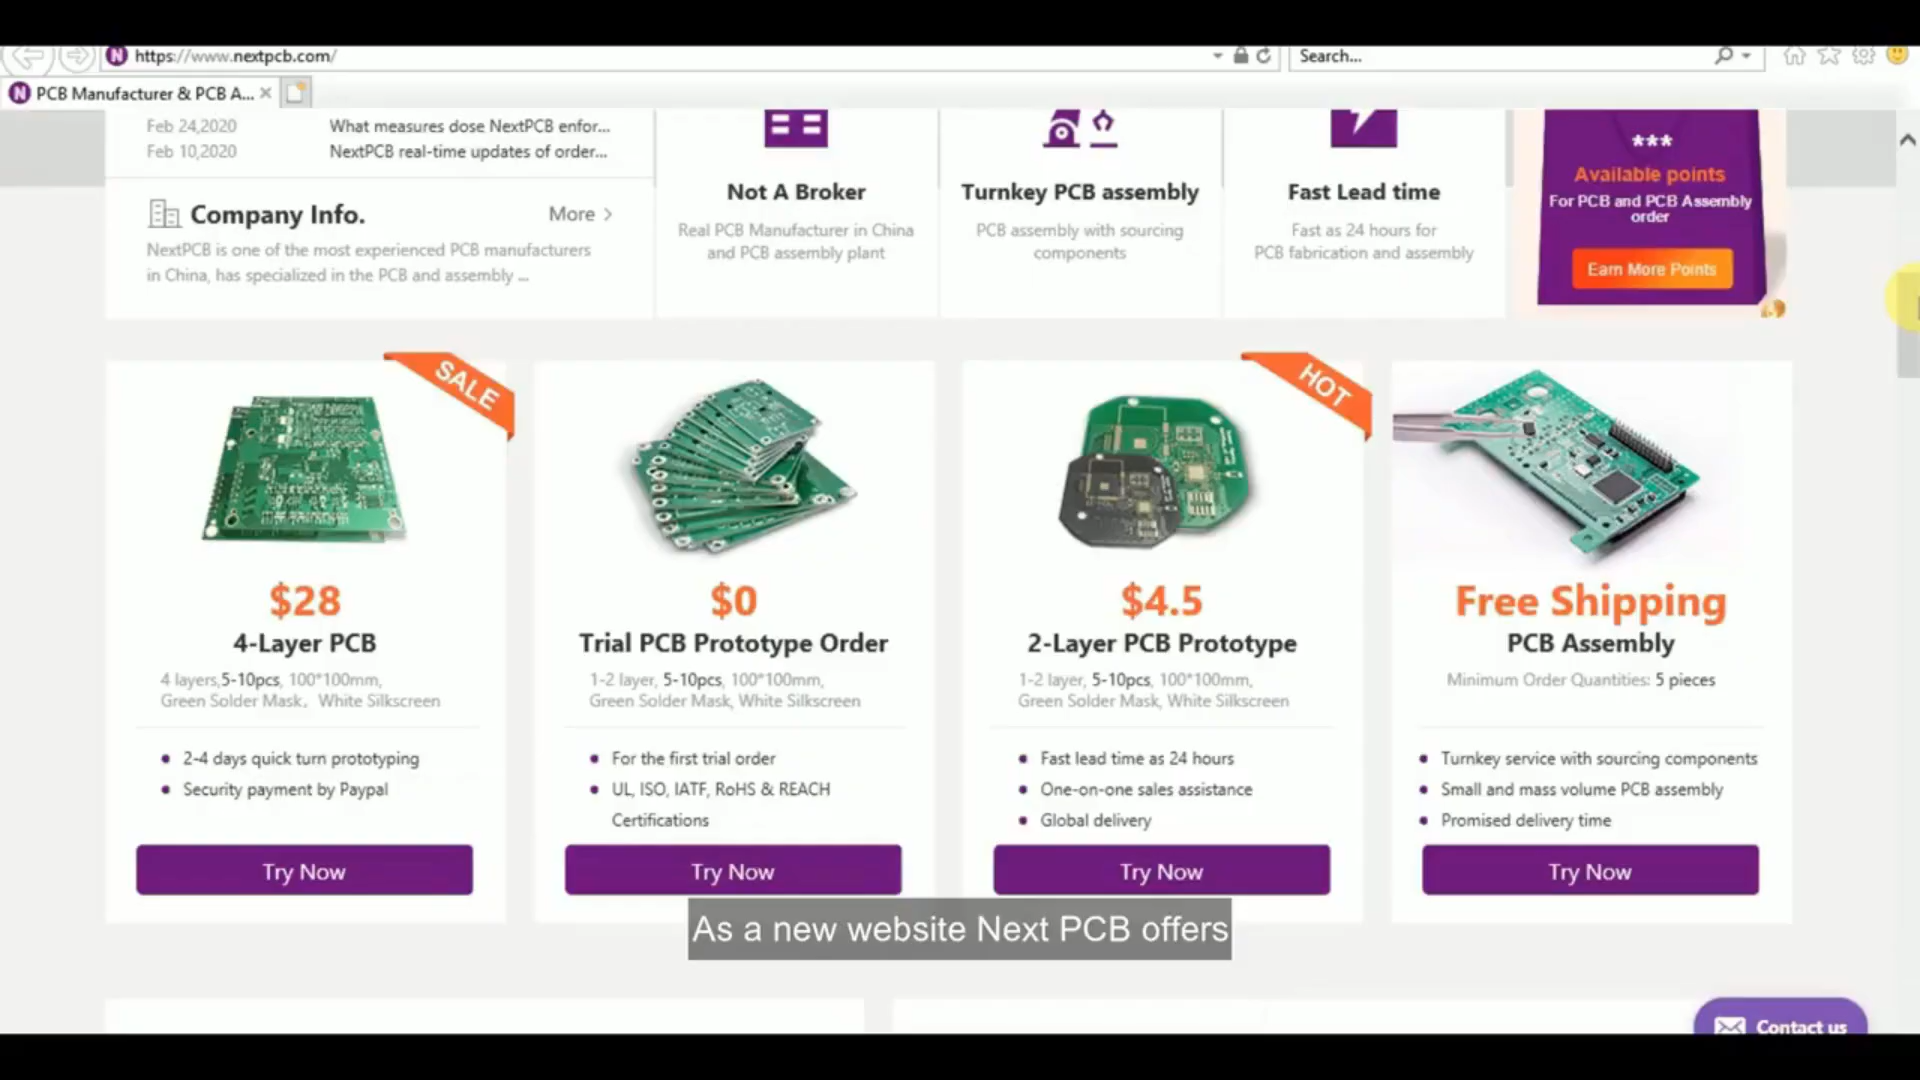 https://www.nextpcb.com/
Search...
PCB Manufacturer & PCB A...
Feb 24,2020 What measures dose NextPCB enfor...
Feb 10,2020 NextPCB real-time updates of order...
Company Info. More >
NextPCB is one of the most experienced PCB manufacturers
in China, has specialized in the PCB and assembly ...
Not A Broker
Real PCB Manufacturer in China
and PCB assembly plant
Turnkey PCB assembly
PCB assembly with sourcing
components
Fast Lead time
Fast as 24 hours for
PCB fabrication and assembly
***
Available points
For PCB and PCB Assembly
order
Earn More Points
SALE
$28
4-Layer PCB
4 layers,5-10pcs, 100*100mm,
Green Solder Mask, White Silkscreen
2-4 days quick turn prototyping
Security payment by Paypal
Try Now
$0
Trial PCB Prototype Order
1-2 layer, 5-10pcs, 100*100mm,
Green Solder Mask, White Silkscreen
For the first trial order
UL, ISO, IATF, RoHS & REACH
Certifications
Try Now
HOT
$4.5
2-Layer PCB Prototype
1-2 layer, 5-10pcs, 100*100mm,
Green Solder Mask, White Silkscreen
Fast lead time as 24 hours
One-on-one sales assistance
Global delivery
Try Now
Free Shipping
PCB Assembly
Minimum Order Quantities: 5 pieces
Turnkey service with sourcing components
Small and mass volume PCB assembly
Promised delivery time
Try Now
As a new website Next PCB offers
Contact us